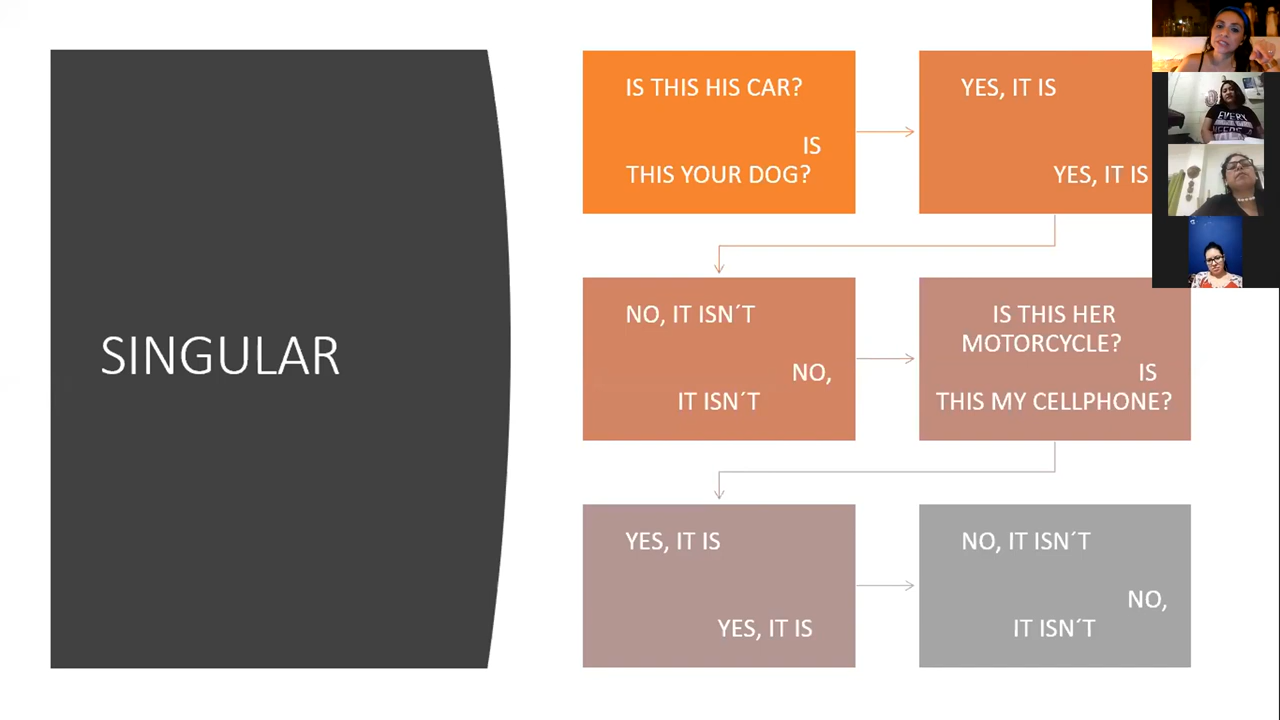 SINGULAR
IS THIS HIS CAR?
IS
THIS YOUR DOG?
YES, IT IS
YES, IT IS
NO, IT ISN´T
NO,
IT ISN´T
IS THIS HER
MOTORCYCLE?
IS
THIS MY CELLPHONE?
YES, IT IS
YES, IT IS
NO, IT ISN´T
NO,
IT ISN´T
EVERY
NEEDS